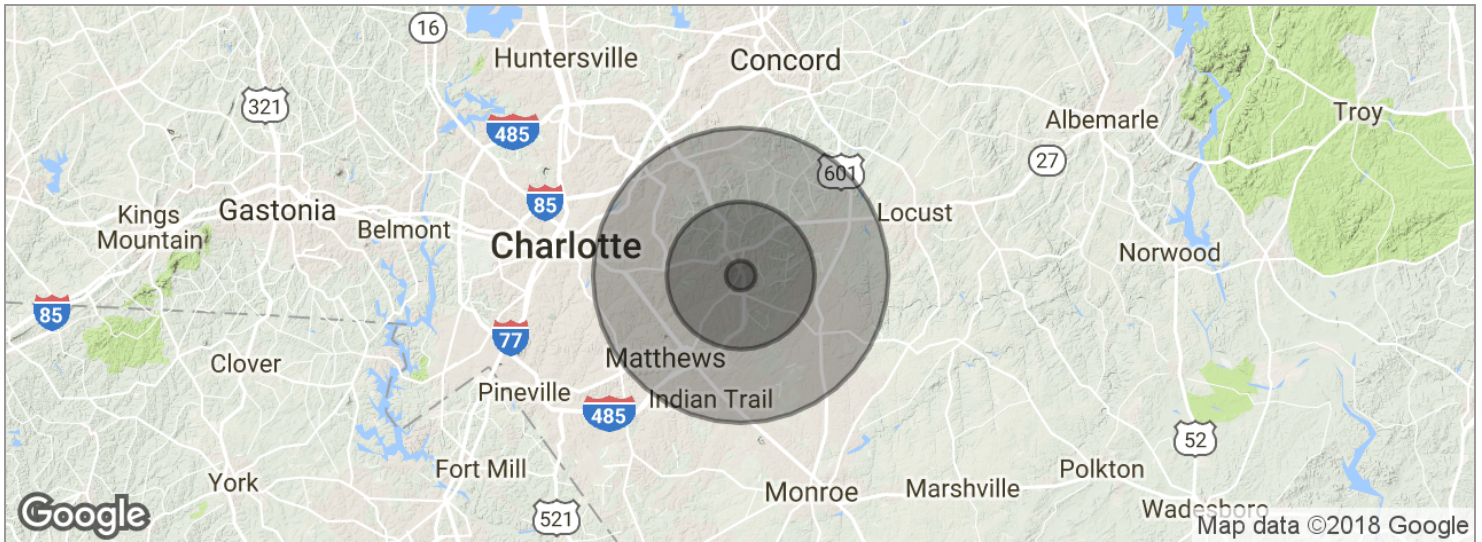 16
Huntersville
Concord
321
485
Albemarle
Troy
27
601
85
Kings
Mountain
Gastonia
Belmont
Charlotte
Locust
Norwood
85
77
Clover
Matthews
Pineville
Indian Trail
485
52
York
Fort Mill
Polkton
Monroe
Marshville
Wadesboro
521
Google
Map data ©2018 Google